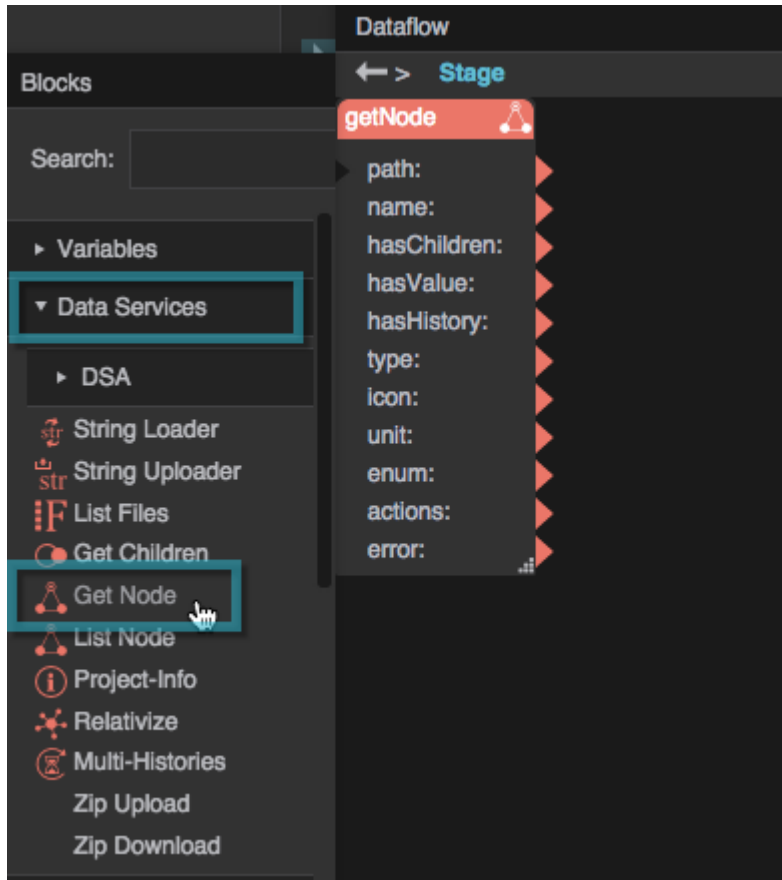 Dataflow
Blocks
Stage
Search:
Variables
Data Services
DSA
str String Loader
str String Uploader
F List Files
Get Children
Get Node
List Node
i Project-Info
Relativize
Multi-Histories
Zip Upload
Zip Download
getNode
path:
name:
hasChildren:
hasValue:
hasHistory:
type:
icon:
unit:
enum:
actions:
error: